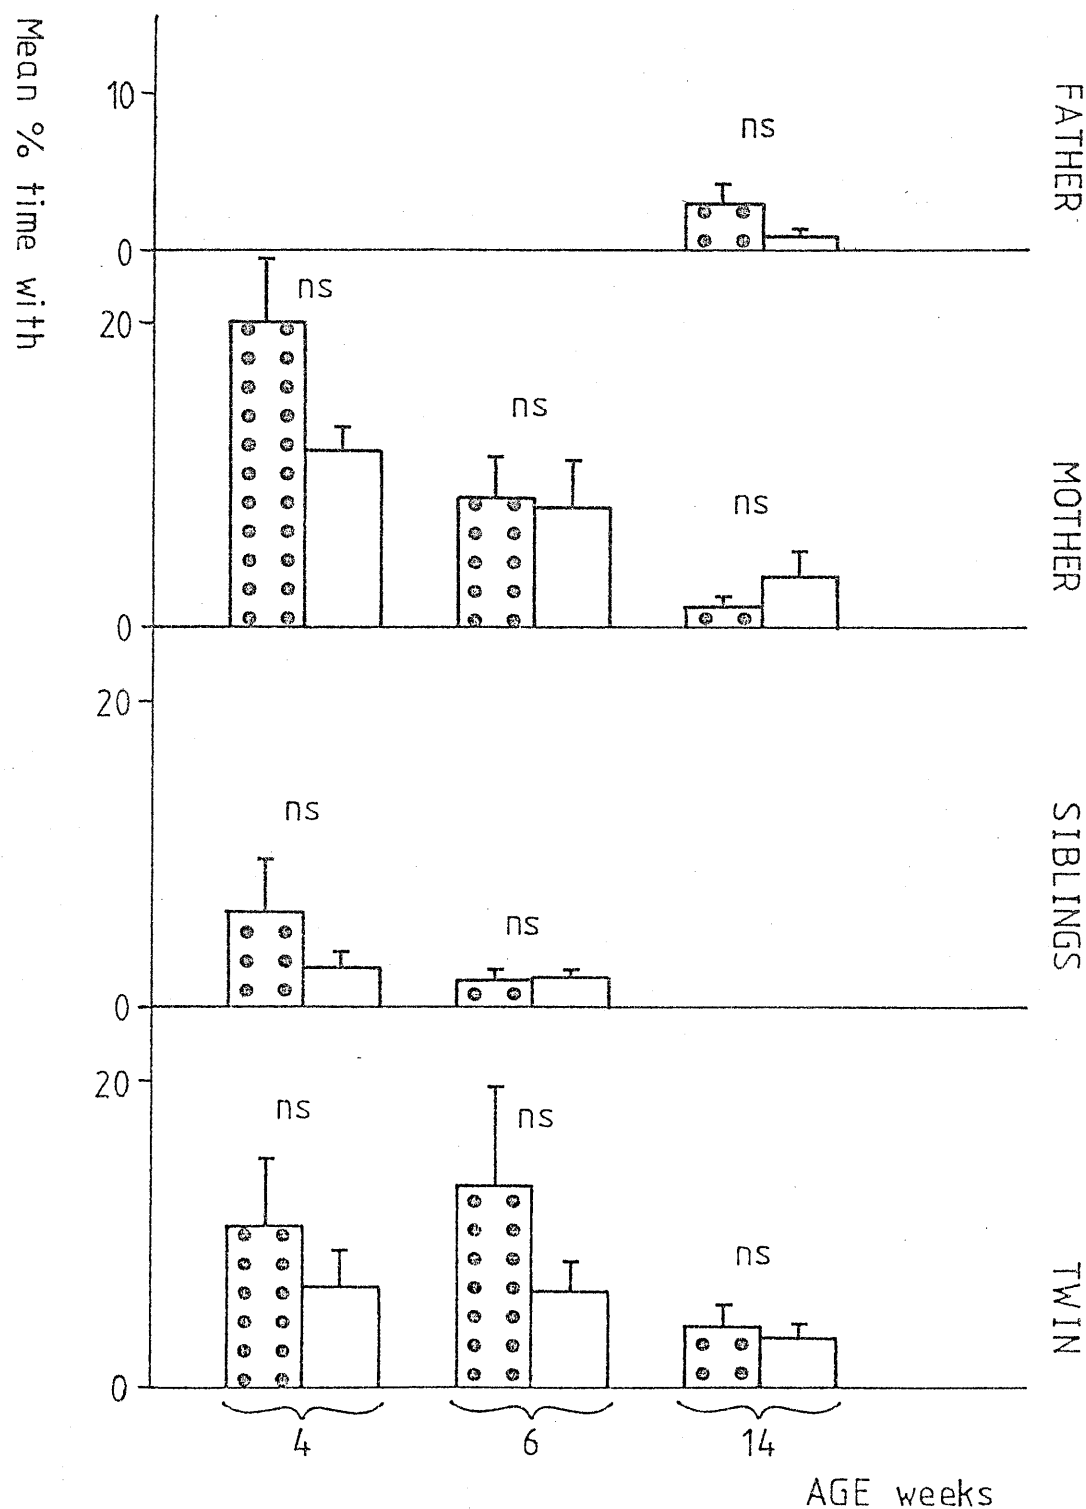 Mean % time with
FATHER
10
ns
0
MOTHER
20
ns
ns
ns
0
SIBLINGS
20
ns
ns
0
TWIN
20
ns
ns
ns
0
4 6 14
AGE weeks